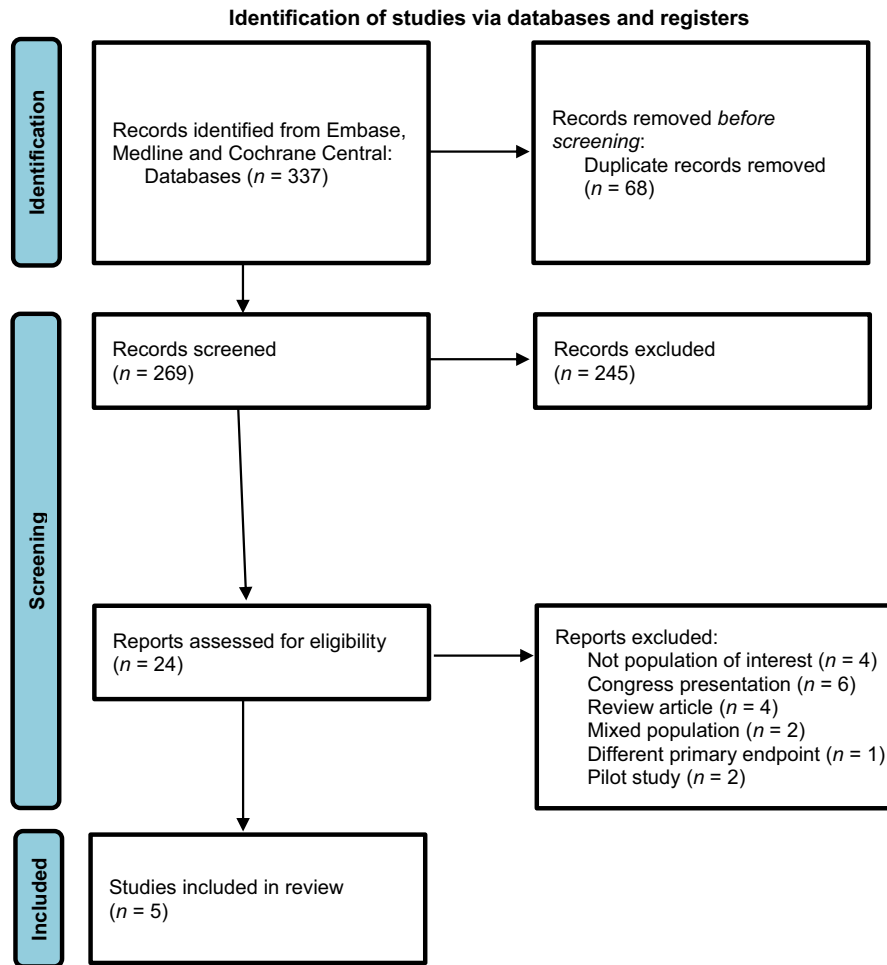 Identification of studies via databases and registers
Identification
Records identified from Embase,
Medline and Cochrane Central:
Databases (n = 337)
Records removed before
screening:
Duplicate records removed
(n = 68)
Screening
Records screened
(n = 269)
Records excluded
(n = 245)
Reports assessed for eligibility
(n = 24)
Reports excluded:
Not population of interest (n = 4)
Congress presentation (n = 6)
Review article (n = 4)
Mixed population (n = 2)
Different primary endpoint (n = 1)
Pilot study (n = 2)
Included
Studies included in review
(n = 5)